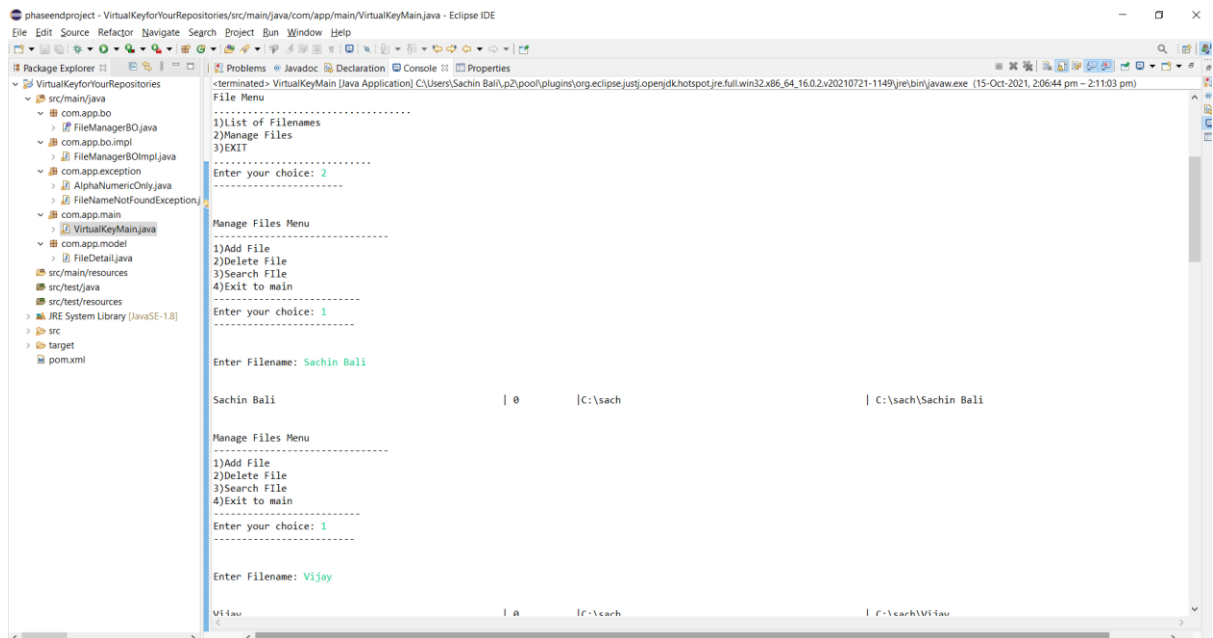 phaseendproject - VirtualKeyforYourRepositories/src/main/java/com/app/main/VirtualKeyMain.java - Eclipse IDE
File Edit Source Refactor Navigate Search Project Run Window Help
Package Explorer
Problems @ Javadoc Declaration Console Properties
VirtualKeyforYourRepositories
src/main/java
com.app.bo
FileManagerBO.java
com.app.bo.impl
FileManagerBOImpl.java
com.app.exception
AlphaNumericOnly.java
FileNameNotFoundException.j
com.app.main
VirtualKeyMain.java
com.app.model
FileDetail.java
src/main/resources
src/test/java
src/test/resources
JRE System Library [JavaSE-1.8]
src
target
pom.xml
<terminated> VirtualKeyMain [Java Application] C:\Users\Sachin Bali\.p2\pool\plugins\org.eclipse.justj.openjdk.hotspot.jre.full.win32.x86_64_16.0.2.v20210721-1149\jre\bin\javaw.exe (15-Oct-2021, 2:06:44 pm – 2:11:03 pm)
File Menu
...................................
1)List of Filenames
2)Manage Files
3)EXIT
............................
Enter your choice: 2
-----------------------
Manage Files Menu
-------------------------------
1)Add File
2)Delete File
3)Search FIle
4)Exit to main
--------------------------
Enter your choice: 1
-------------------------
Enter Filename: Sachin Bali
Sachin Bali | 0 |C:\sach | C:\sach\Sachin Bali
Manage Files Menu
-------------------------------
1)Add File
2)Delete File
3)Search FIle
4)Exit to main
--------------------------
Enter your choice: 1
-------------------------
Enter Filename: Vijay
Vijay | 0 |C:\sach | C:\sach\Vijay